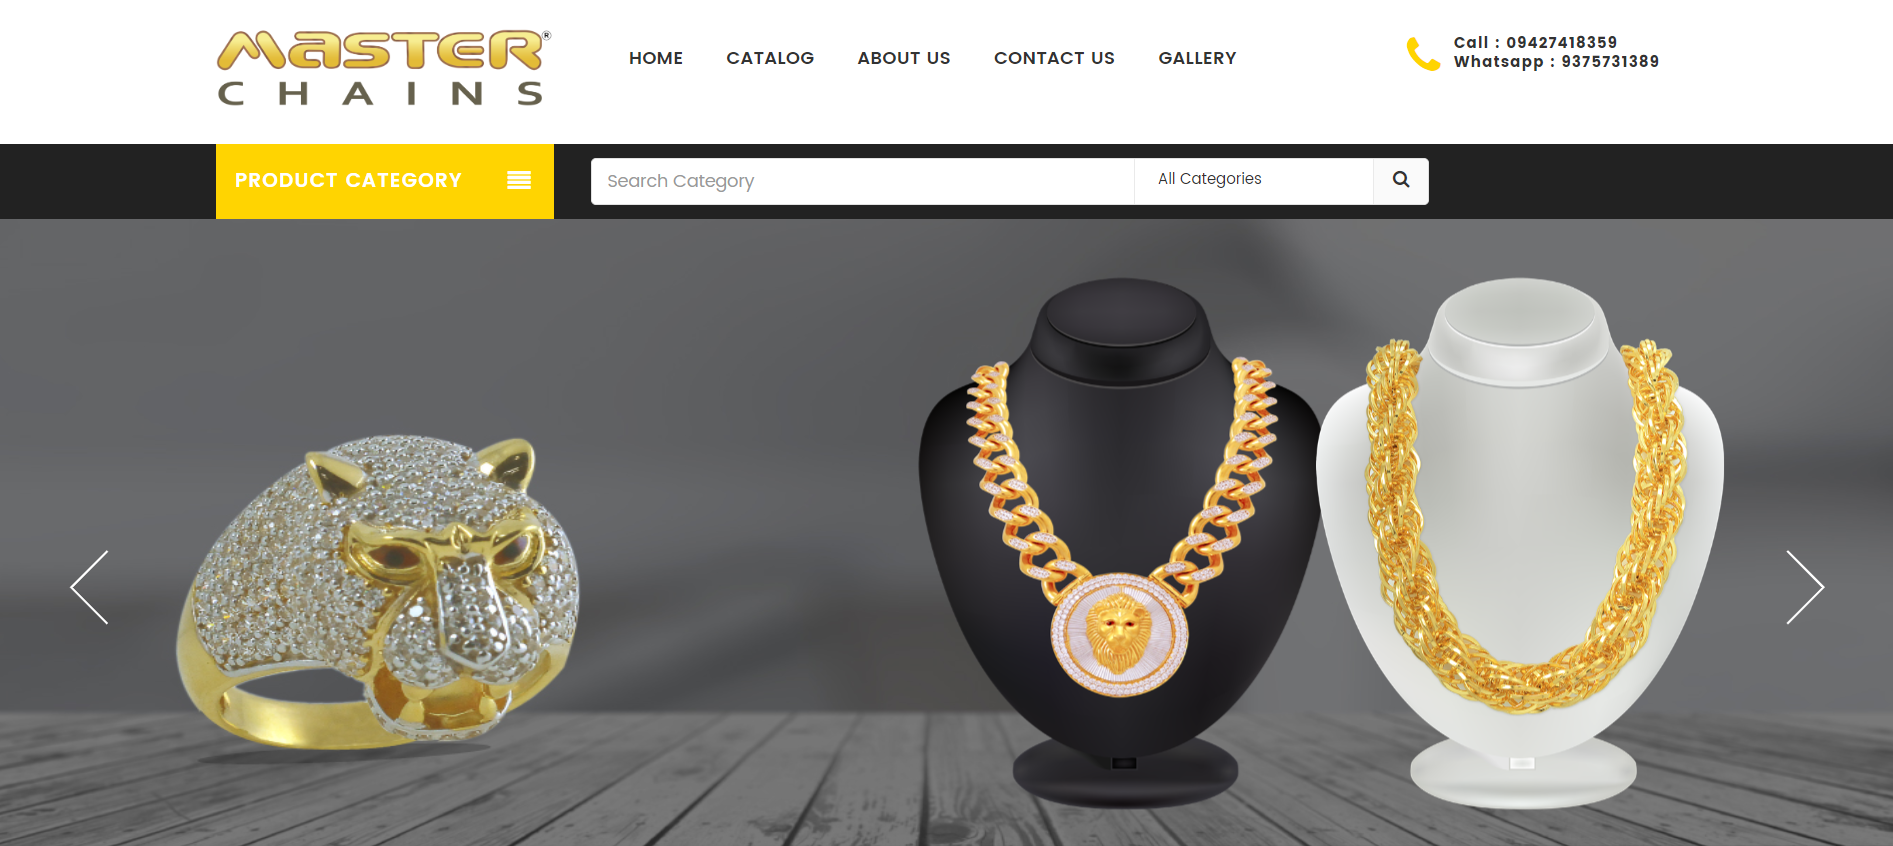 MASTER®
CHAINS
HOME CATALOG ABOUT US CONTACT US GALLERY
Call : 09427418359
Whatsapp : 9375731389
PRODUCT CATEGORY
Search Category
All Categories